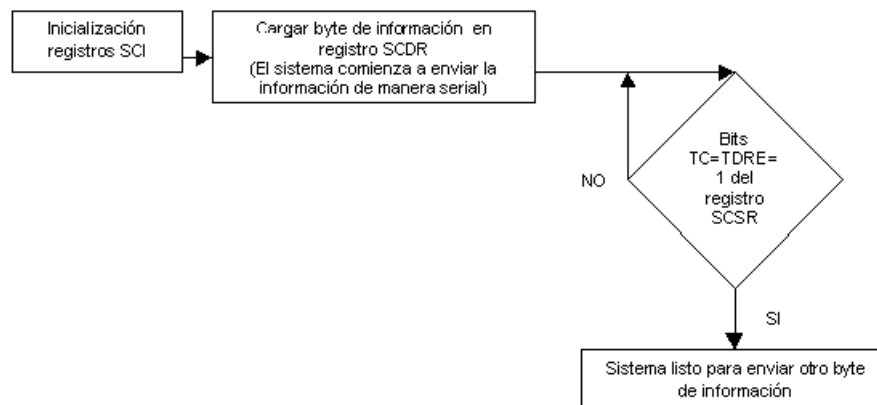 Inicialización
registros SCI
Cargar byte de información en
registro SCDR
(El sistema comienza a enviar la
información de manera serial)
Bits
TC=TDRE=
1 del
registro
SCSR
NO
SI
Sistema listo para enviar otro byte
de información